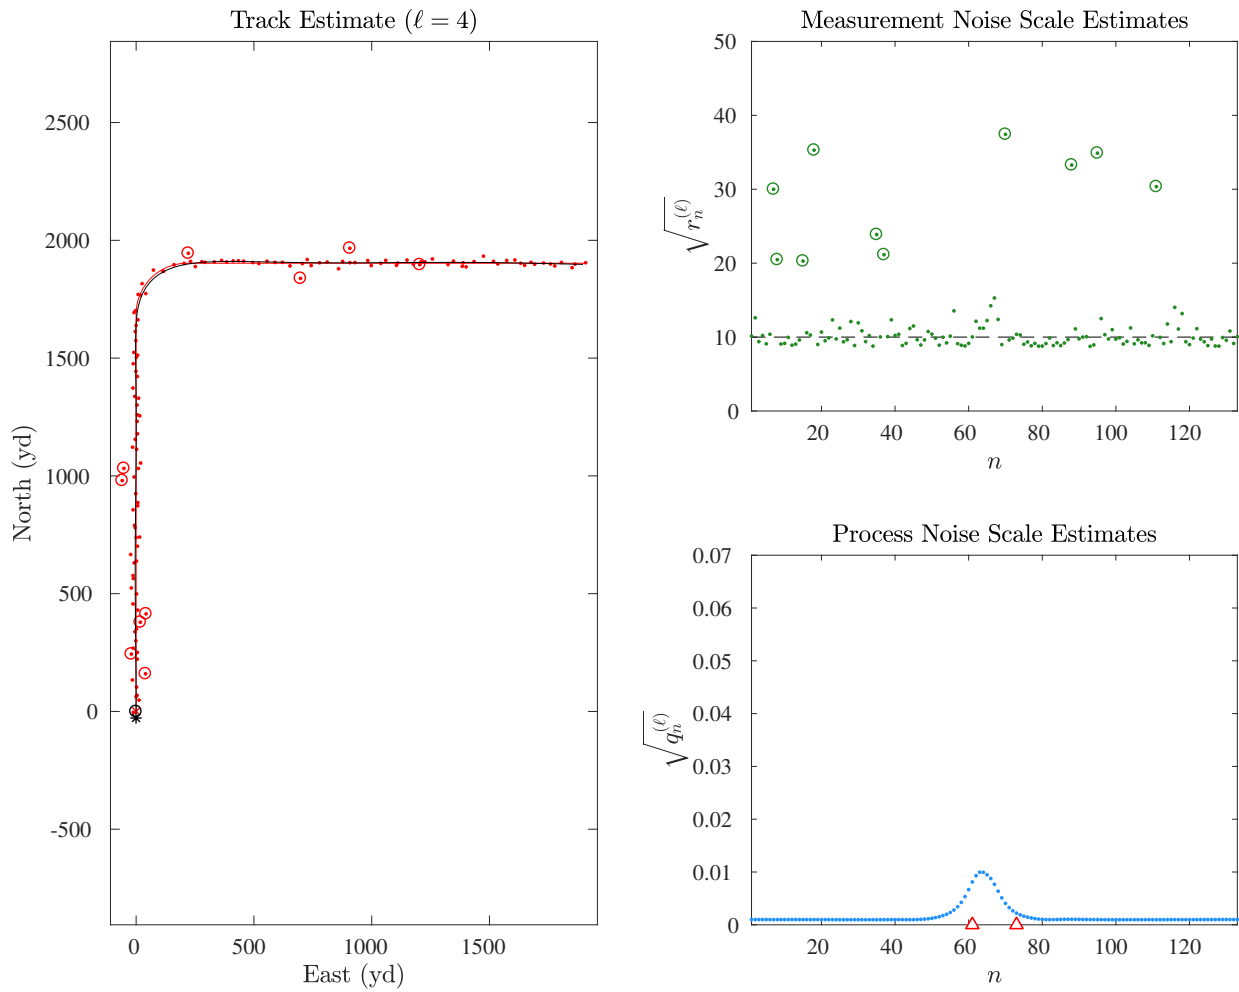 Track Estimate (ℓ = 4)
2500
2000
1500
1000
500
0
-500
North (yd)
0 500 1000 1500
East (yd)
Measurement Noise Scale Estimates
50
40
30
20
10
0
√r_n^(ℓ)
20 40 60 80 100 120
n
Process Noise Scale Estimates
0.07
0.06
0.05
0.04
0.03
0.02
0.01
0
√q_n^(ℓ)
20 40 60 80 100 120
n